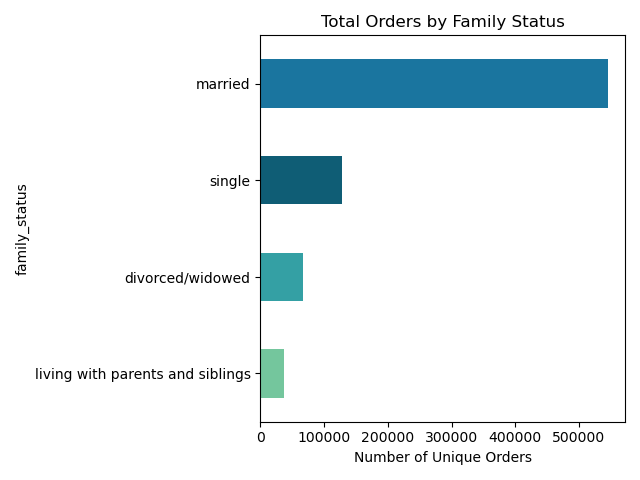 Total Orders by Family Status
married
single
divorced/widowed
living with parents and siblings
family_status
0 100000 200000 300000 400000 500000
Number of Unique Orders